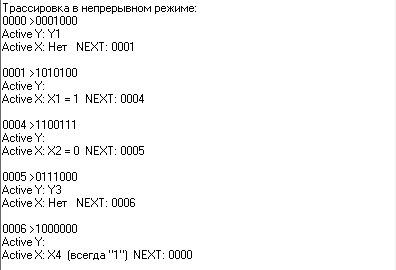 Трассировка в непрерывном режиме:
0000 >0001000
Active Y: Y1
Active X: Нет NEXT: 0001
0001 >1010100
Active Y:
Active X: X1 = 1 NEXT: 0004
0004 >1100111
Active Y:
Active X: X2 = 0 NEXT: 0005
0005 >0111000
Active Y: Y3
Active X: Нет NEXT: 0006
0006 >1000000
Active Y:
Active X: X4 (всегда "1") NEXT: 0000